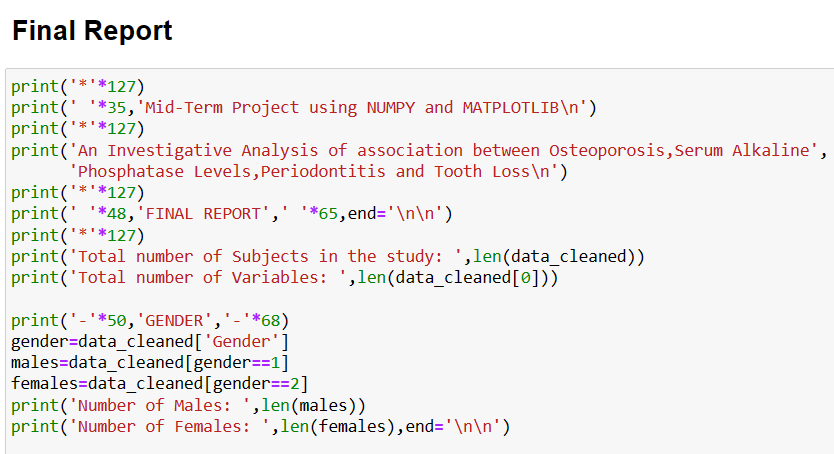 Final Report
print('*'*127)
print(' '*35,'Mid-Term Project using NUMPY and MATPLOTLIB\n')
print('*'*127)
print('An Investigative Analysis of association between Osteoporosis,Serum Alkaline',
      'Phosphatase Levels,Periodontitis and Tooth Loss\n')
print('*'*127)
print(' '*48,'FINAL REPORT',' '*65,end='\n\n')
print('*'*127)
print('Total number of Subjects in the study: ',len(data_cleaned))
print('Total number of Variables: ',len(data_cleaned[0]))

print('-'*50,'GENDER','-'*68)
gender=data_cleaned['Gender']
males=data_cleaned[gender==1]
females=data_cleaned[gender==2]
print('Number of Males: ',len(males))
print('Number of Females: ',len(females),end='\n\n')